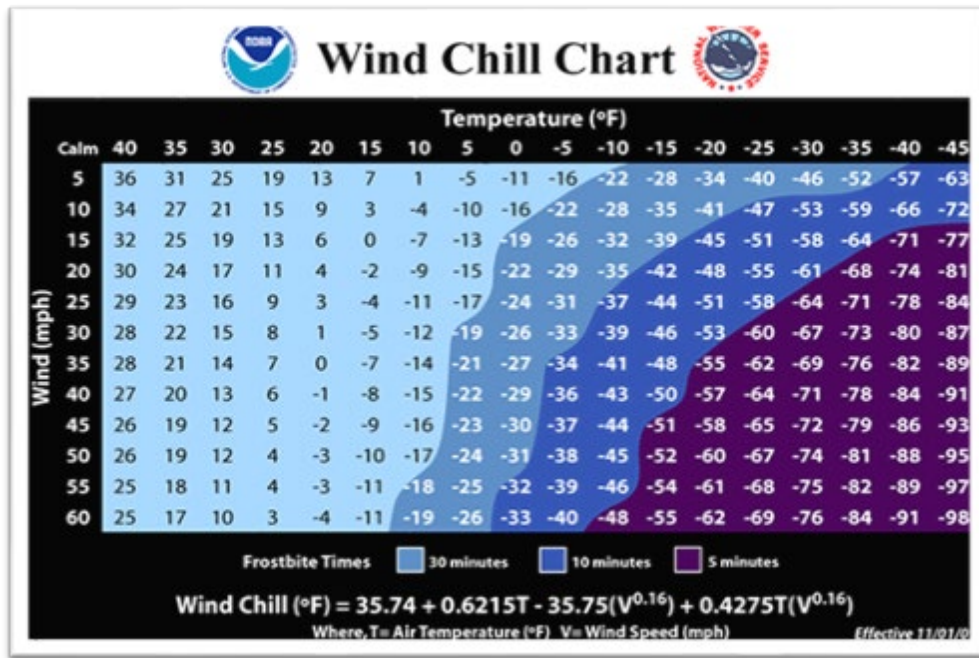 NOAA
Wind Chill Chart
NATIONAL WEATHER SERVICE
Temperature (ºF)
Calm 40 35 30 25 20 15 10 5 0 -5 -10 -15 -20 -25 -30 -35 -40 -45
5 36 31 25 19 13 7 1 -5 -11 -16 -22 -28 -34 -40 -46 -52 -57 -63
10 34 27 21 15 9 3 -4 -10 -16 -22 -28 -35 -41 -47 -53 -59 -66 -72
15 32 25 19 13 6 0 -7 -13 -19 -26 -32 -39 -45 -51 -58 -64 -71 -77
20 30 24 17 11 4 -2 -9 -15 -22 -29 -35 -42 -48 -55 -61 -68 -74 -81
25 29 23 16 9 3 -4 -11 -17 -24 -31 -37 -44 -51 -58 -64 -71 -78 -84
30 28 22 15 8 1 -5 -12 -19 -26 -33 -39 -46 -53 -60 -67 -73 -80 -87
35 28 21 14 7 0 -7 -14 -21 -27 -34 -41 -48 -55 -62 -69 -76 -82 -89
40 27 20 13 6 -1 -8 -15 -22 -29 -36 -43 -50 -57 -64 -71 -78 -84 -91
45 26 19 12 5 -2 -9 -16 -23 -30 -37 -44 -51 -58 -65 -72 -79 -86 -93
50 26 19 12 4 -3 -10 -17 -24 -31 -38 -45 -52 -60 -67 -74 -81 -88 -95
55 25 18 11 4 -3 -11 -18 -25 -32 -39 -46 -54 -61 -68 -75 -82 -89 -97
60 25 17 10 3 -4 -11 -19 -26 -33 -40 -48 -55 -62 -69 -76 -84 -91 -98
Wind (mph)
Frostbite Times 30 minutes 10 minutes 5 minutes
Wind Chill (ºF) = 35.74 + 0.6215T - 35.75(V^0.16) + 0.4275T(V^0.16)
Where, T= Air Temperature (ºF) V= Wind Speed (mph)
Effective 11/01/0